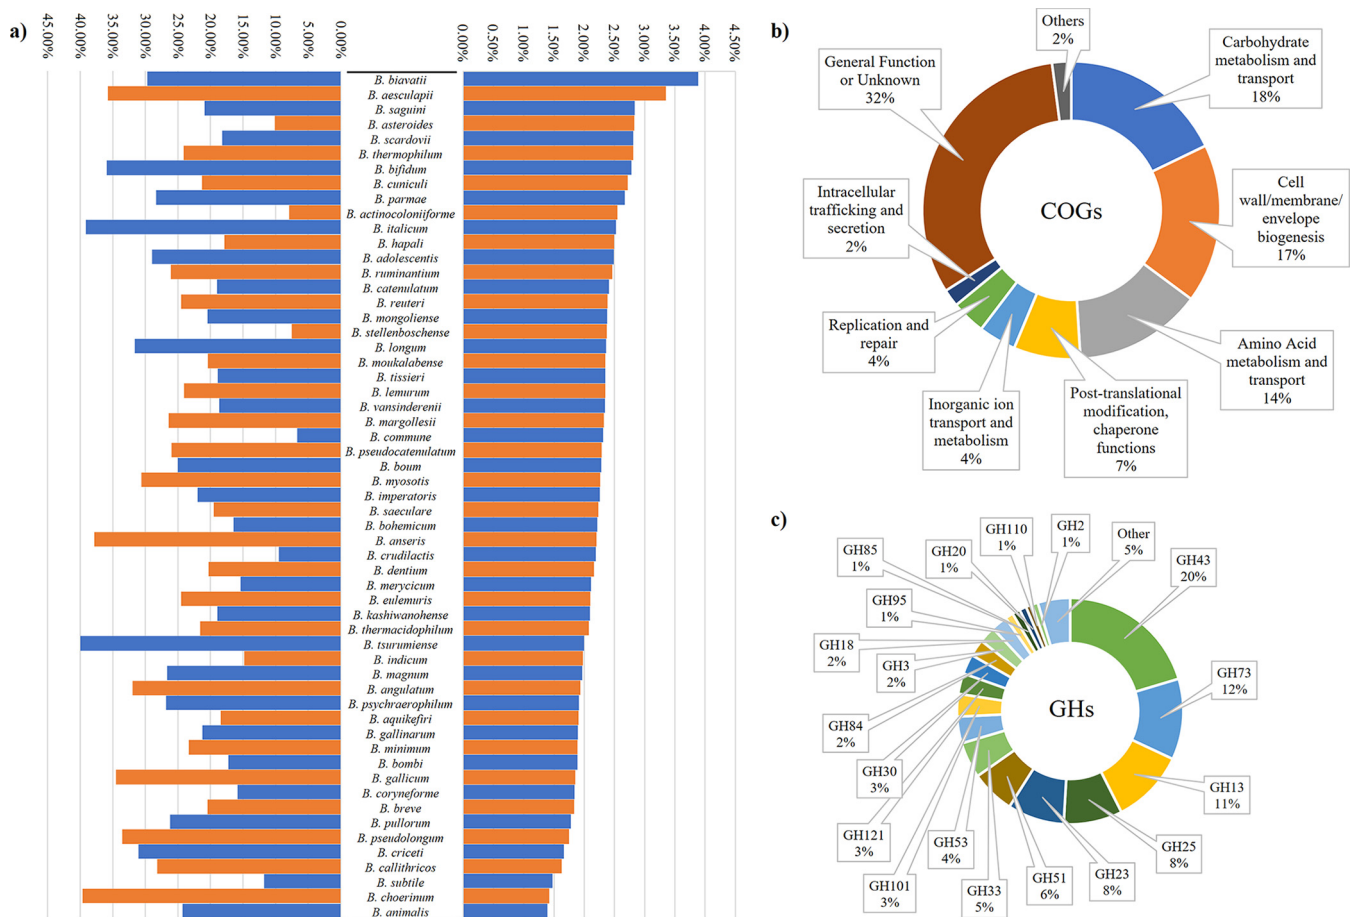 a)
45.00%
40.00%
35.00%
30.00%
25.00%
20.00%
15.00%
10.00%
5.00%
0.00%
0.00%
0.50%
1.00%
1.50%
2.00%
2.50%
3.00%
3.50%
4.00%
4.50%
B. biavatii
B. aesculapii
B. saguini
B. asteroides
B. scardovii
B. thermophilum
B. bifidum
B. cuniculi
B. parmae
B. actinocoloniiforme
B. italicum
B. hapali
B. adolescentis
B. ruminantium
B. catenulatum
B. reuteri
B. mongoliense
B. stellenboschense
B. longum
B. moukalabense
B. tissieri
B. lemurum
B. vansinderenii
B. margollesii
B. commune
B. pseudocatenulatum
B. boum
B. myosotis
B. imperatoris
B. saeculare
B. bohemicum
B. anseris
B. crudilactis
B. dentium
B. merycicum
B. eulemuris
B. kashiwanohense
B. thermacidophilum
B. tsurumiense
B. indicum
B. magnum
B. angulatum
B. psychraerophilum
B. aquikefiri
B. gallinarum
B. minimum
B. bombi
B. gallicum
B. coryneforme
B. breve
B. pullorum
B. pseudolongum
B. criceti
B. callithricos
B. subtile
B. choerinum
B. animalis
b)
Others
2%
Carbohydrate
metabolism and
transport
18%
General Function
or Unknown
32%
Cell
wall/membrane/
envelope
biogenesis
17%
COGs
Intracellular
trafficking and
secretion
2%
Replication and
repair
4%
Inorganic ion
transport and
metabolism
4%
Post-translational
modification,
chaperone
functions
7%
Amino Acid
metabolism and
transport
14%
c)
GH110
1%
GH2
1%
Other
5%
GH43
20%
GH85
1%
GH20
1%
GH95
1%
GH18
2%
GH3
2%
GH73
12%
GHs
GH84
2%
GH30
3%
GH13
11%
GH121
3%
GH53
4%
GH25
8%
GH101
3%
GH33
5%
GH51
6%
GH23
8%